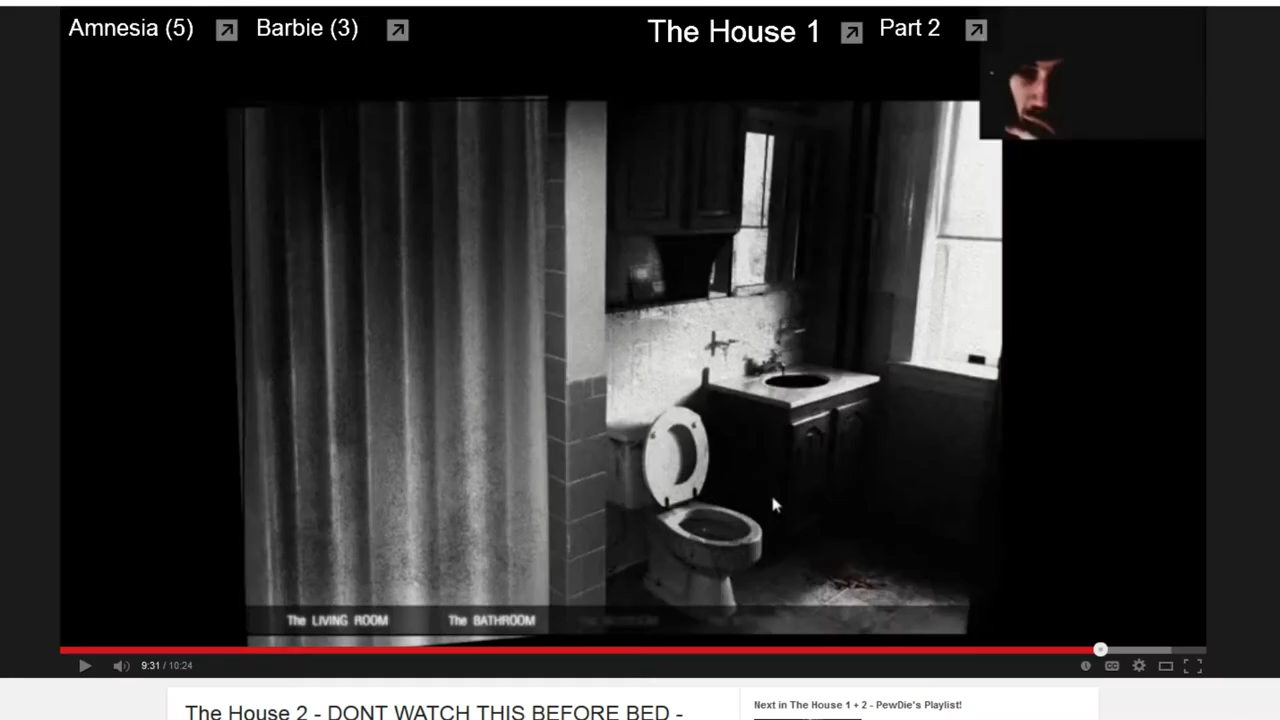 Amnesia (5) Barbie (3) The House 1 Part 2
The LIVING ROOM The BATHROOM
9:31 / 10:24
CC
The House 2 - DONT WATCH THIS BEFORE BED -
Next in The House 1 + 2 - PewDie's Playlist!